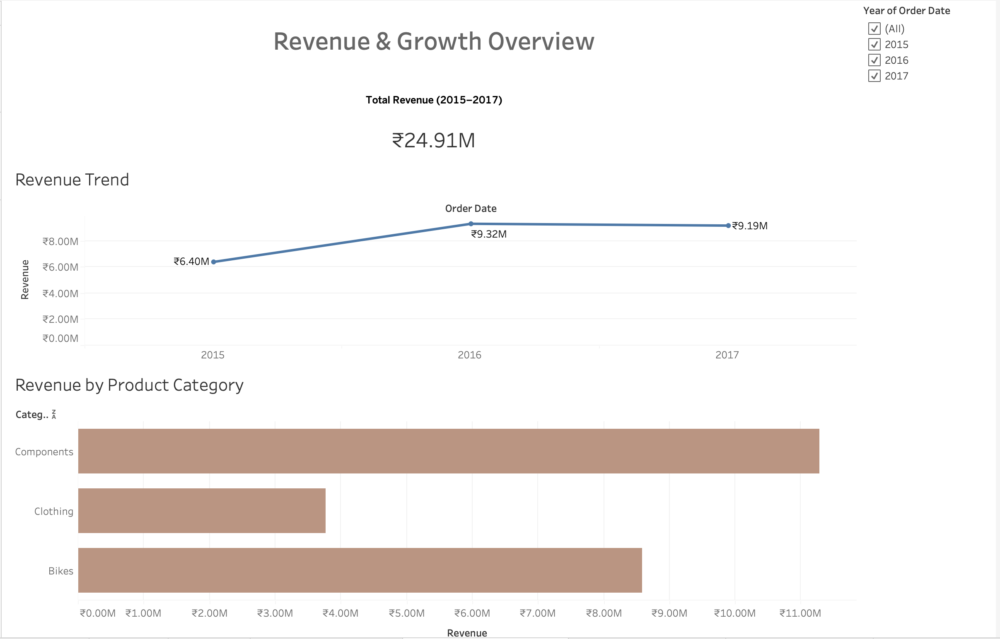 Year of Order Date
(All)
2015
2016
2017
Revenue & Growth Overview
Total Revenue (2015–2017)
₹24.91M
Revenue Trend
Order Date
Revenue
₹8.00M
₹6.00M
₹4.00M
₹2.00M
₹0.00M
₹6.40M
₹9.32M
₹9.19M
2015 2016 2017
Revenue by Product Category
Categ..
Components
Clothing
Bikes
₹0.00M ₹1.00M ₹2.00M ₹3.00M ₹4.00M ₹5.00M ₹6.00M ₹7.00M ₹8.00M ₹9.00M ₹10.00M ₹11.00M
Revenue